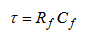 τ = R_f C_f